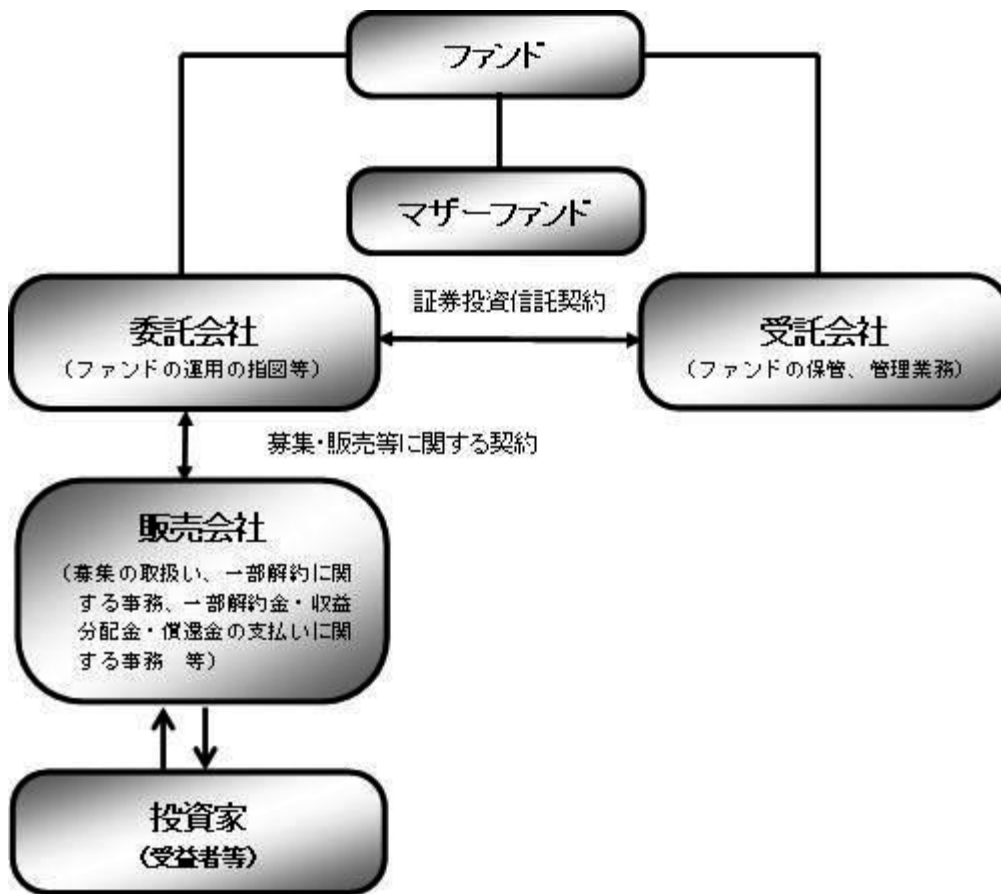 ファンド
マザーファンド
証券投資信託契約
委託会社
（ファンドの運用の指図等）
受託会社
（ファンドの保管、管理業務）
募集・販売等に関する契約
販売会社
（募集の取扱い、一部解約に関
する事務、一部解約金・収益
分配金・償還金の支払いに関
する事務　等）
投資家
（受益者等）